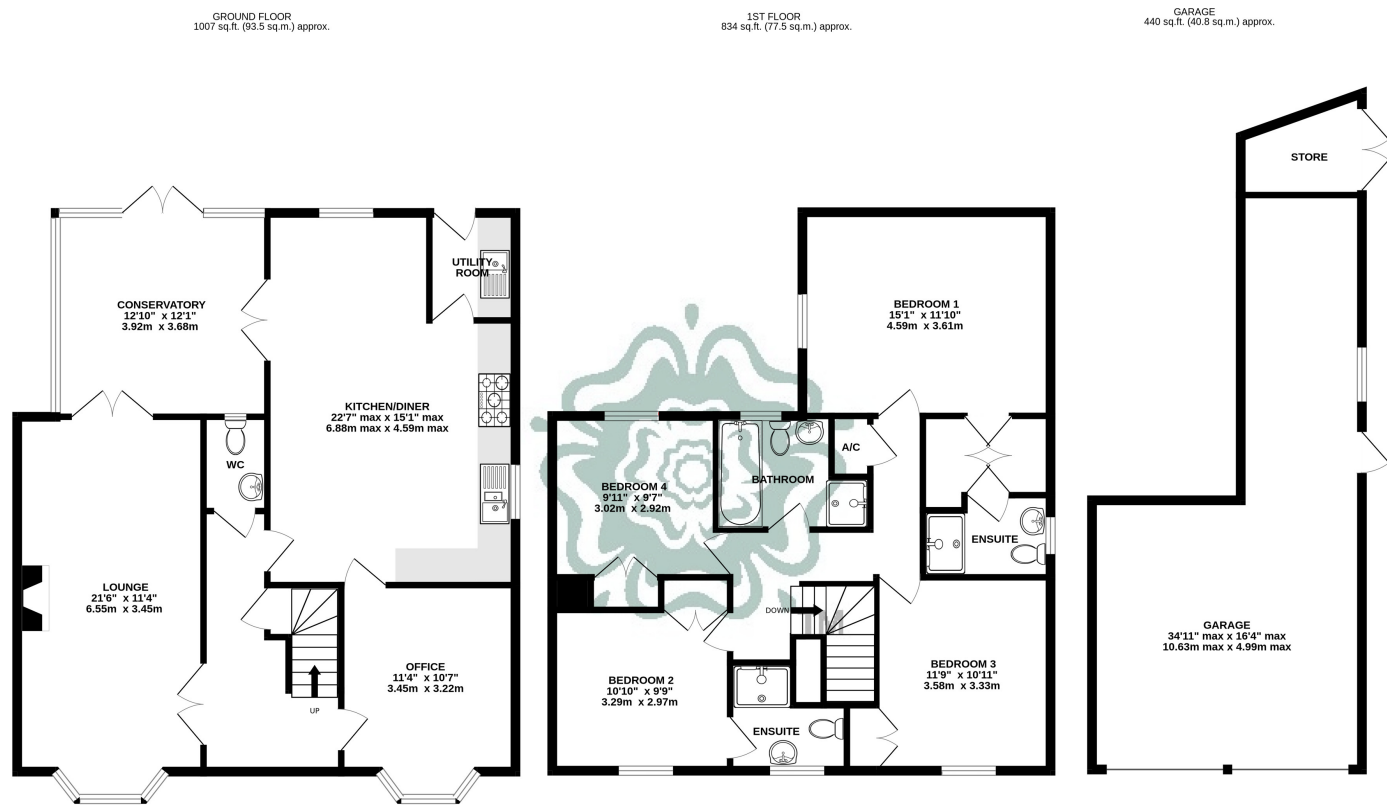 GROUND FLOOR
1007 sq.ft. (93.5 sq.m.) approx.
1ST FLOOR
834 sq.ft. (77.5 sq.m.) approx.
GARAGE
440 sq.ft. (40.8 sq.m.) approx.
CONSERVATORY
12'10" x 12'1"
3.92m x 3.68m
UTILITY
ROOM
KITCHEN/DINER
22'7" max x 15'1" max
6.88m max x 4.59m max
WC
LOUNGE
21'6" x 11'4"
6.55m x 3.45m
OFFICE
11'4" x 10'7"
3.45m x 3.22m
UP
BEDROOM 1
15'1" x 11'10"
4.59m x 3.61m
A/C
BATHROOM
BEDROOM 4
9'11" x 9'7"
3.02m x 2.92m
ENSUITE
DOWN
BEDROOM 2
10'10" x 9'9"
3.29m x 2.97m
BEDROOM 3
11'9" x 10'11"
3.58m x 3.33m
ENSUITE
STORE
GARAGE
34'11" max x 16'4" max
10.63m max x 4.99m max